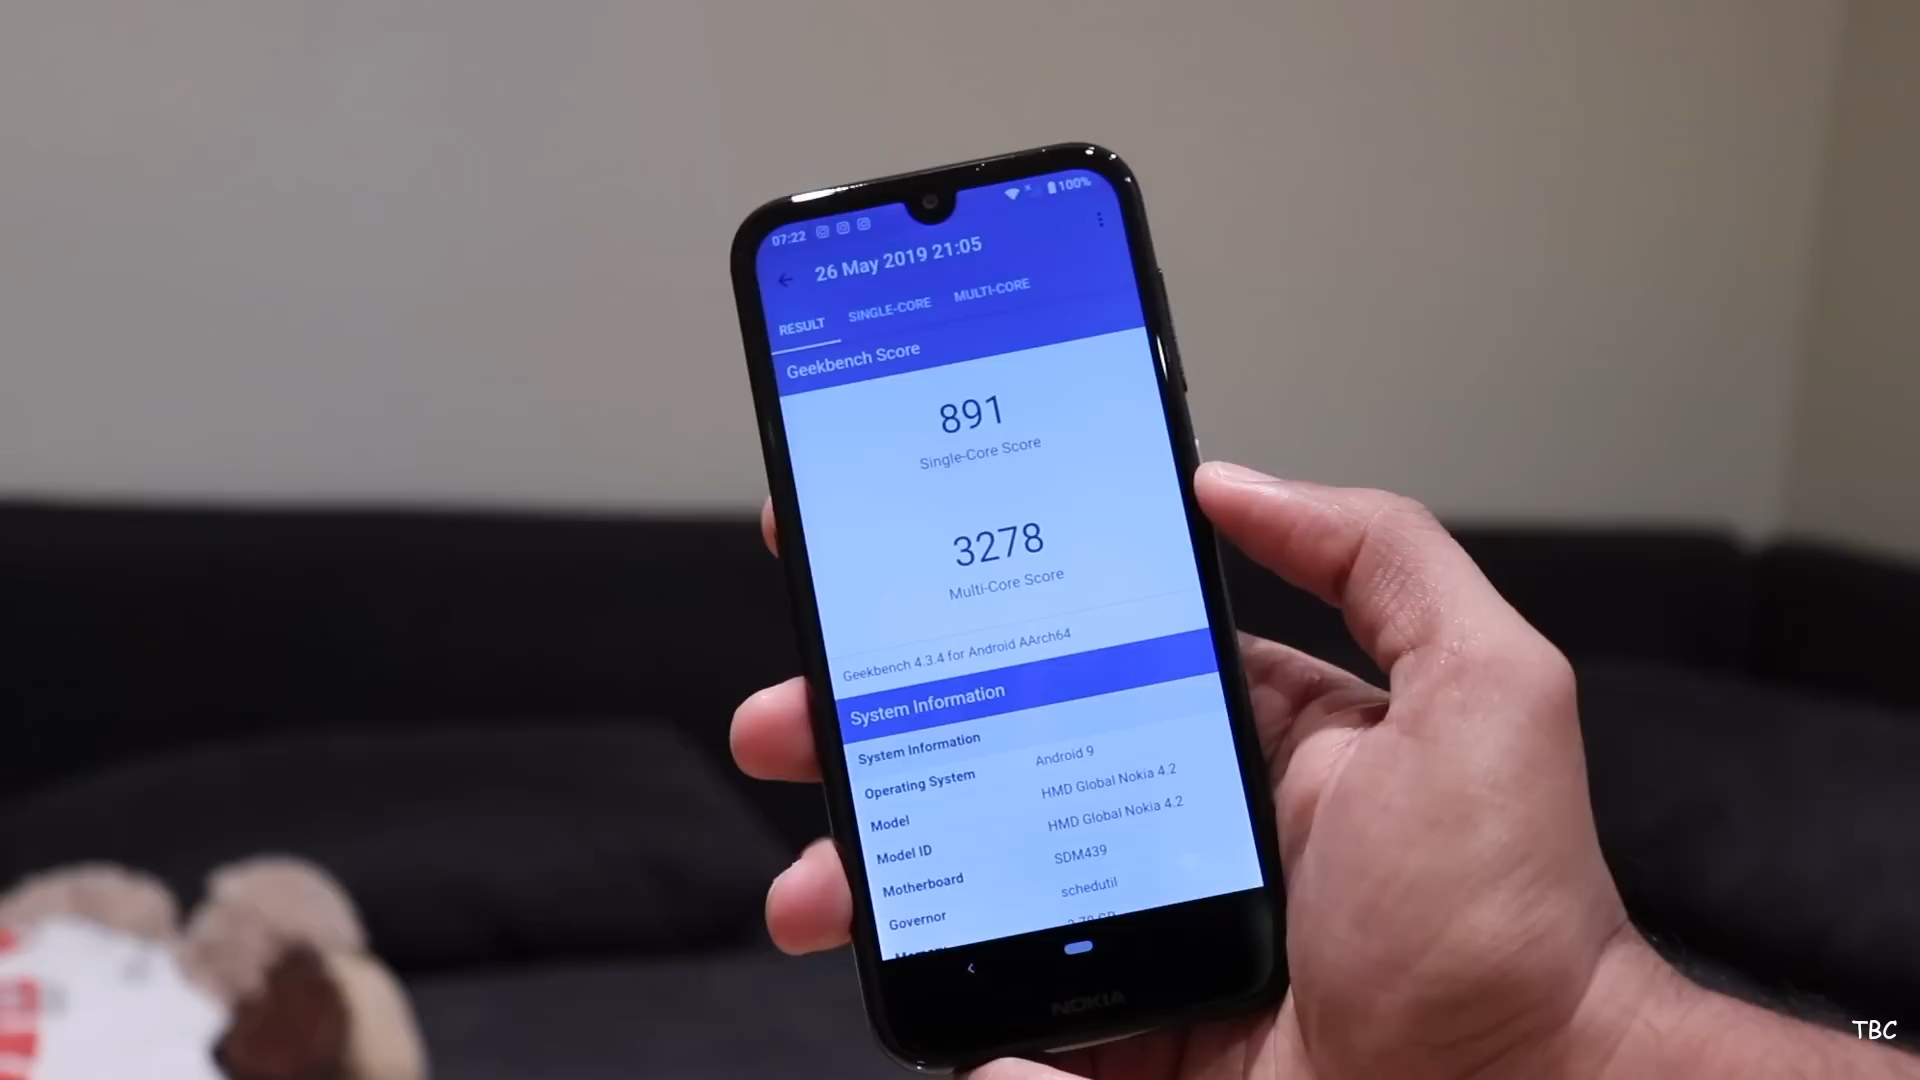 07:22 100%
26 May 2019 21:05
RESULT SINGLE-CORE MULTI-CORE
Geekbench Score
891
Single-Core Score
3278
Multi-Core Score
Geekbench 4.3.4 for Android AArch64
System Information
System Information
Operating System Android 9
Model HMD Global Nokia 4.2
Model ID HMD Global Nokia 4.2
Motherboard SDM439
Governor schedutil
NOKIA
TBC